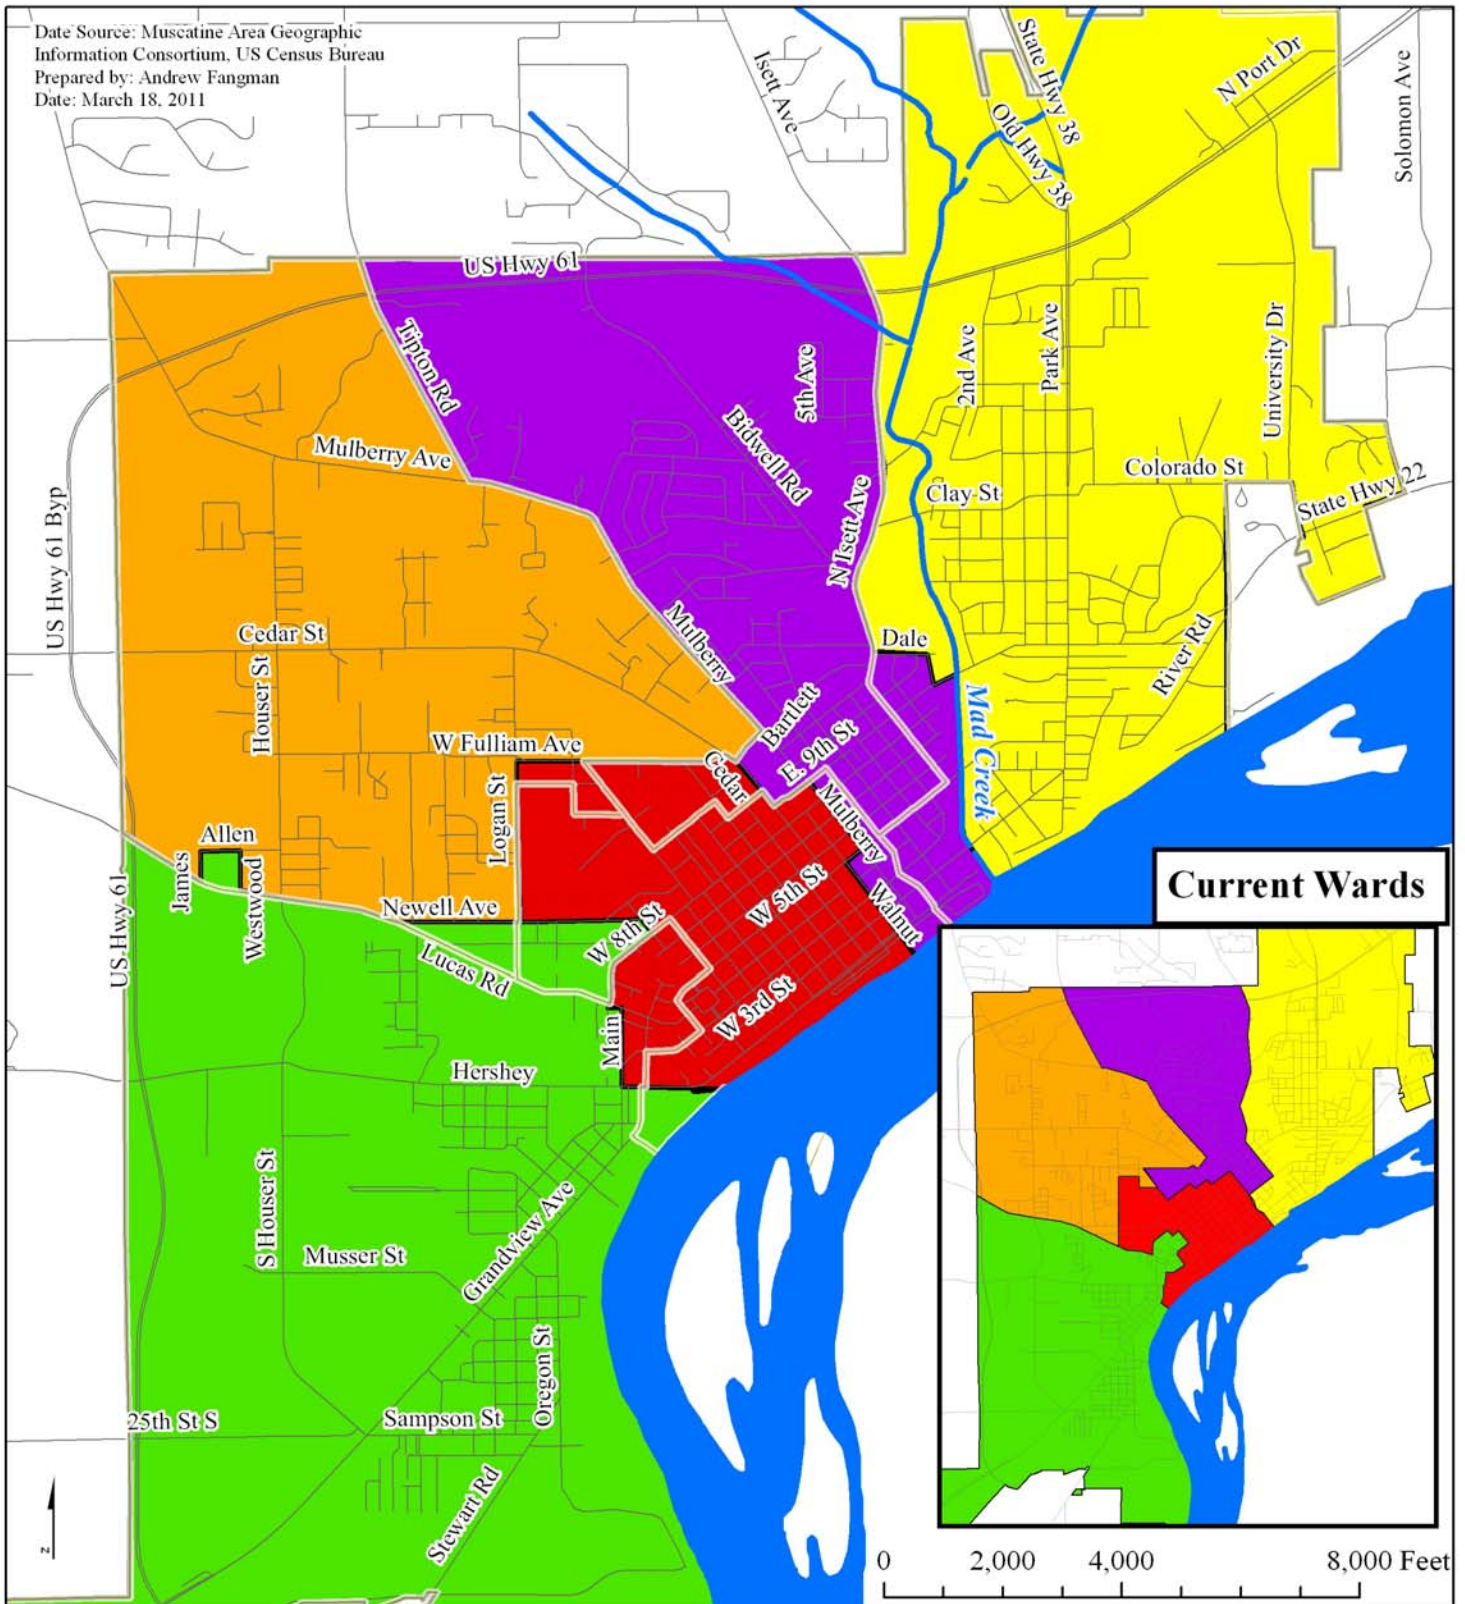 Date Source: Muscatine Area Geographic
Information Consortium, US Census Bureau
Prepared by: Andrew Fangman
Date: March 18, 2011
Isett Ave
State Hwy 38
Old Hwy 38
N Port Dr
Solomon Ave
US Hwy 61
Tipton Rd
5th Ave
2nd Ave
Park Ave
University Dr
Mulberry Ave
Bidwell Rd
N Isett Ave
Clay St
Colorado St
State Hwy 22
US Hwy 61 Byp
Cedar St
Houser St
Mulberry
Dale
River Rd
Bartlett
Mad Creek
W Fulliam Ave
Cedar
E. 9th St
Logan St
Mulberry
Allen
James
Westwood
US Hwy 61
Newell Ave
Lucas Rd
W 8th St
W 5th St
Walnut
Current Wards
W 3rd St
Main
Hershey
S Houser St
Musser St
Grandview Ave
Oregon St
25th St S
Sampson St
Stewart Rd
N
0 2,000 4,000 8,000 Feet